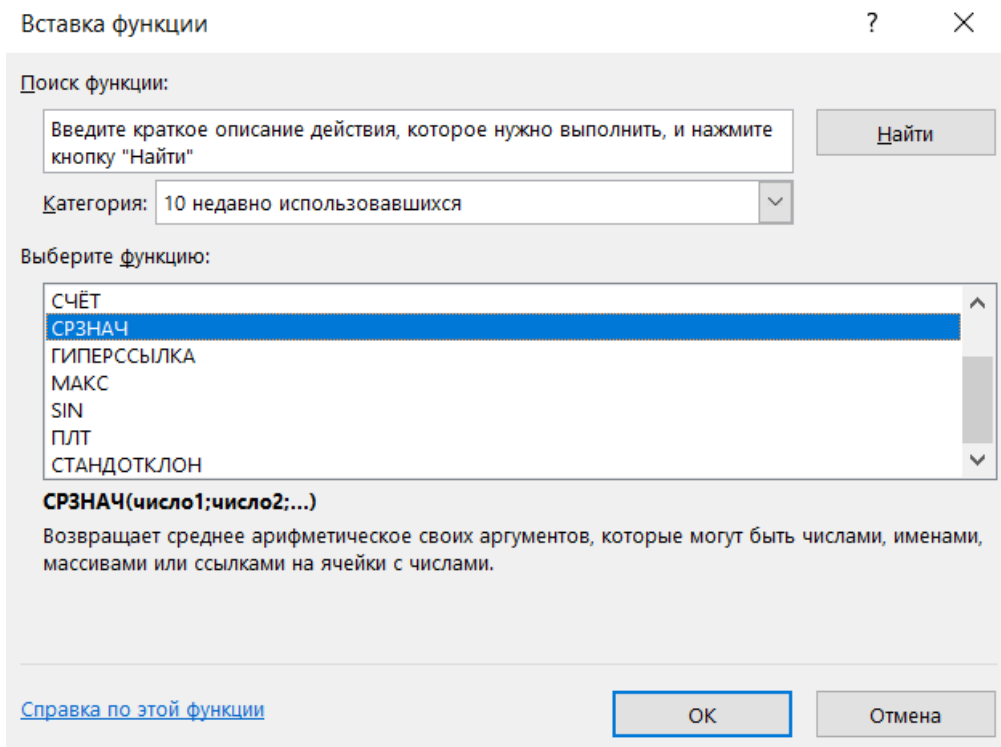 Вставка функции
?
Поиск функции:
Введите краткое описание действия, которое нужно выполнить, и нажмите
кнопку "Найти"
Найти
Категория: 10 недавно использовавшихся
Выберите функцию:
СЧЁТ
СРЗНАЧ
ГИПЕРССЫЛКА
МАКС
SIN
ПЛТ
СТАНДОТКЛОН
СРЗНАЧ(число1;число2;...)
Возвращает среднее арифметическое своих аргументов, которые могут быть числами, именами,
массивами или ссылками на ячейки с числами.
Справка по этой функции
ОК
Отмена